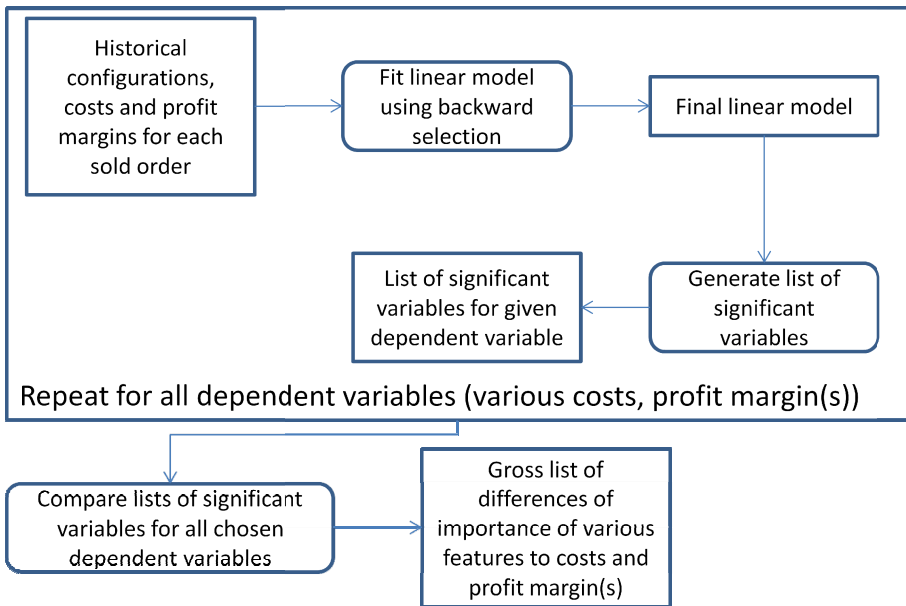 Historical
configurations,
costs and profit
margins for each
sold order
Fit linear model
using backward
selection
Final linear model
Generate list of
significant
variables
List of significant
variables for given
dependent variable
Repeat for all dependent variables (various costs, profit margin(s))
Compare lists of significant
variables for all chosen
dependent variables
Gross list of
differences of
importance of various
features to costs and
profit margin(s)